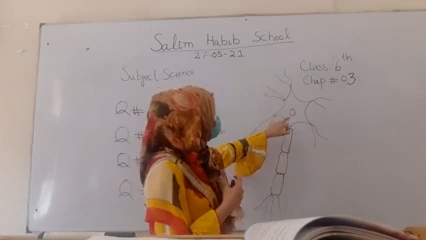 Salim Habib School
27-05-21
Subject Science
Class 6th
Chap # 03
Q #
Q #
Q #
Q